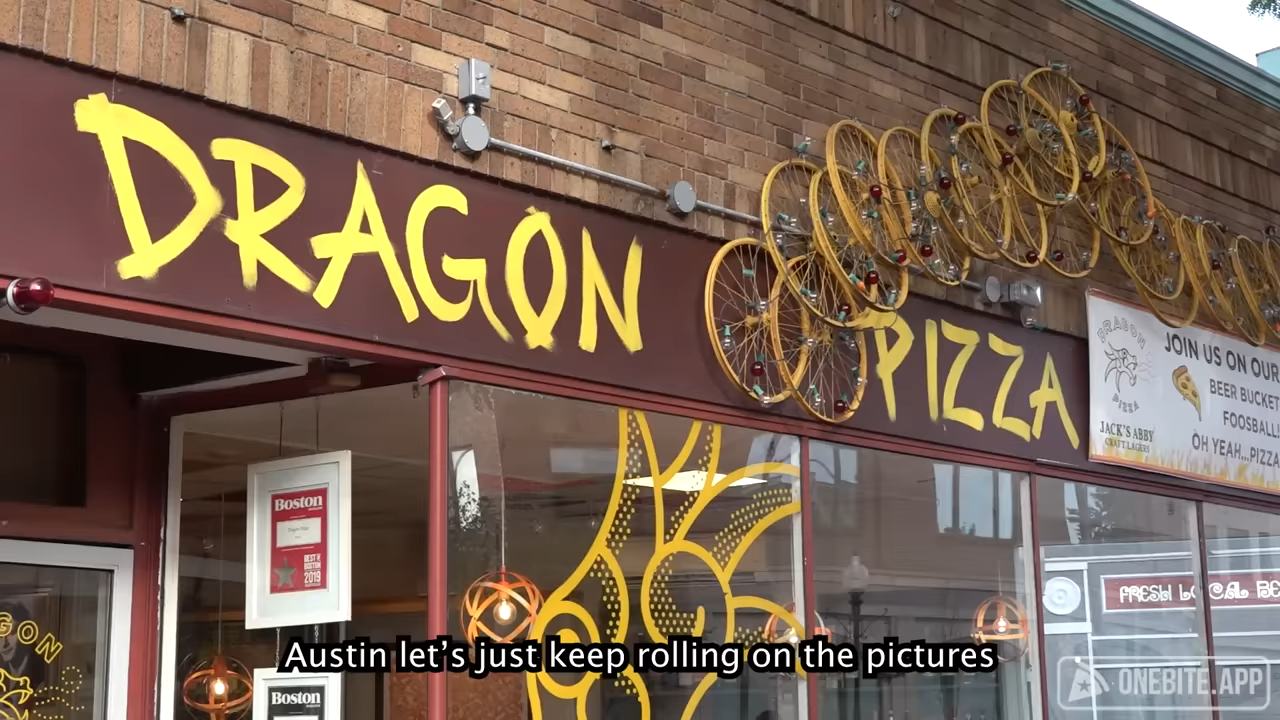 DRAGON
PIZZA
DRAGON
PIZZA
JACK'S ABBY
CRAFT LAGERS
JOIN US ON OUR
BEER BUCKET
FOOSBALL!
OH YEAH...PIZZA
Boston
BEST OF
BOSTON
2019
FRESH LOCAL BE
GON
Boston
Austin let's just keep rolling on the pictures
ONEBITE.APP